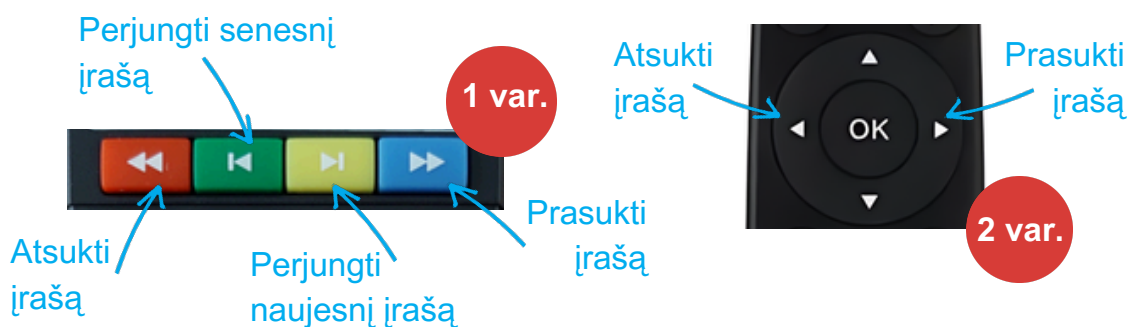 Perjungti senesnį
įrašą
1 var.
Atsukti
įrašą
Perjungti
naujesnį įrašą
Prasukti
įrašą
Atsukti
įrašą
OK
Prasukti
įrašą
2 var.